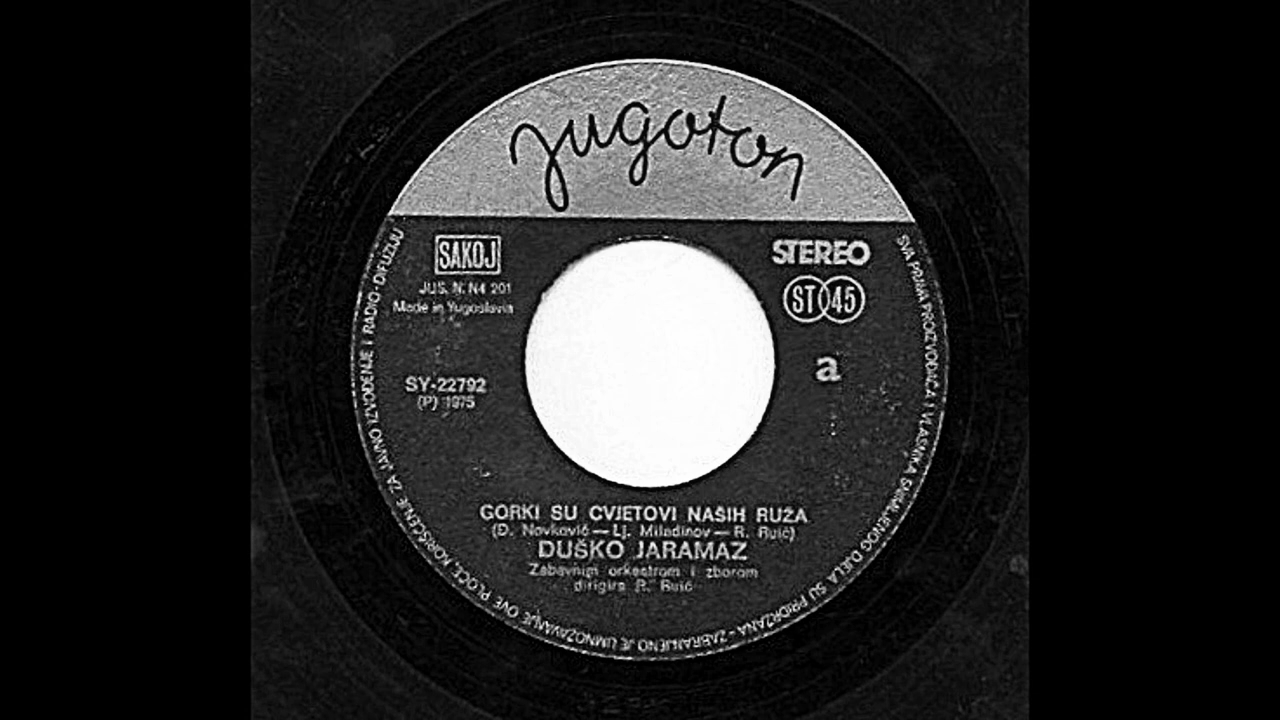 jugoton
SAKOJ
JUS. N. N4 201
Made in Yugoslavia
STEREO
ST 45
a
SY-22792
(P) 1975
GORKI SU CVJETOVI NAŠIH RUŽA
(Đ. Novković — Lj. Miladinov — R. Ruić)
DUŠKO JARAMAZ
Zabavnim orkestrom i zborom
dirigira R. Ruić
SVA PRAVA PROIZVOĐAČA I VLASNIKA SNIMLJENOG DJELA SU PRIDRŽANA - ZABRANJENO JE UMNOŽAVANJE OVE PLOČE, KORIŠĆENJE ZA JAVNO IZVOĐENJE I RADIO-DIFUZIJU